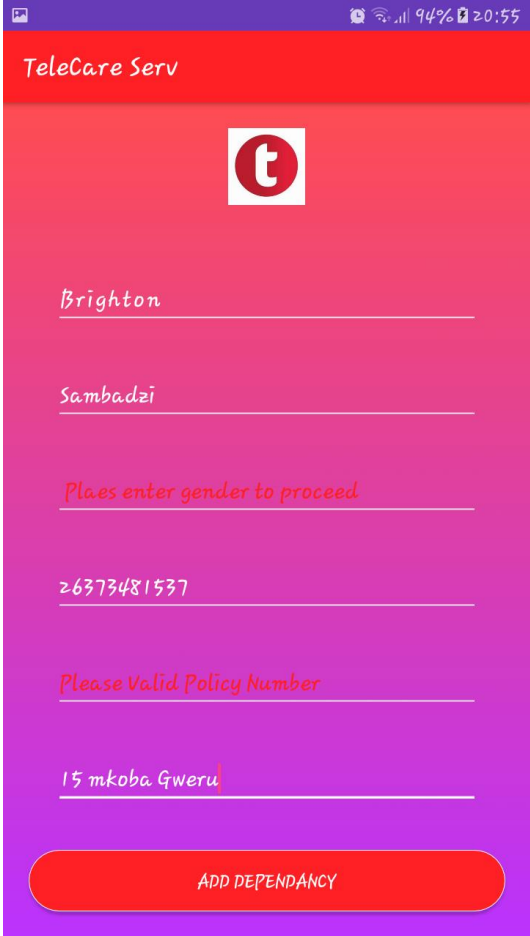 94% 20:55
TeleCare Serv
t
Brighton
Sambadzi
Plaes enter gender to proceed
26373481537
Please Valid Policy Number
15 mkoba Gweru
ADD DEPENDANCY